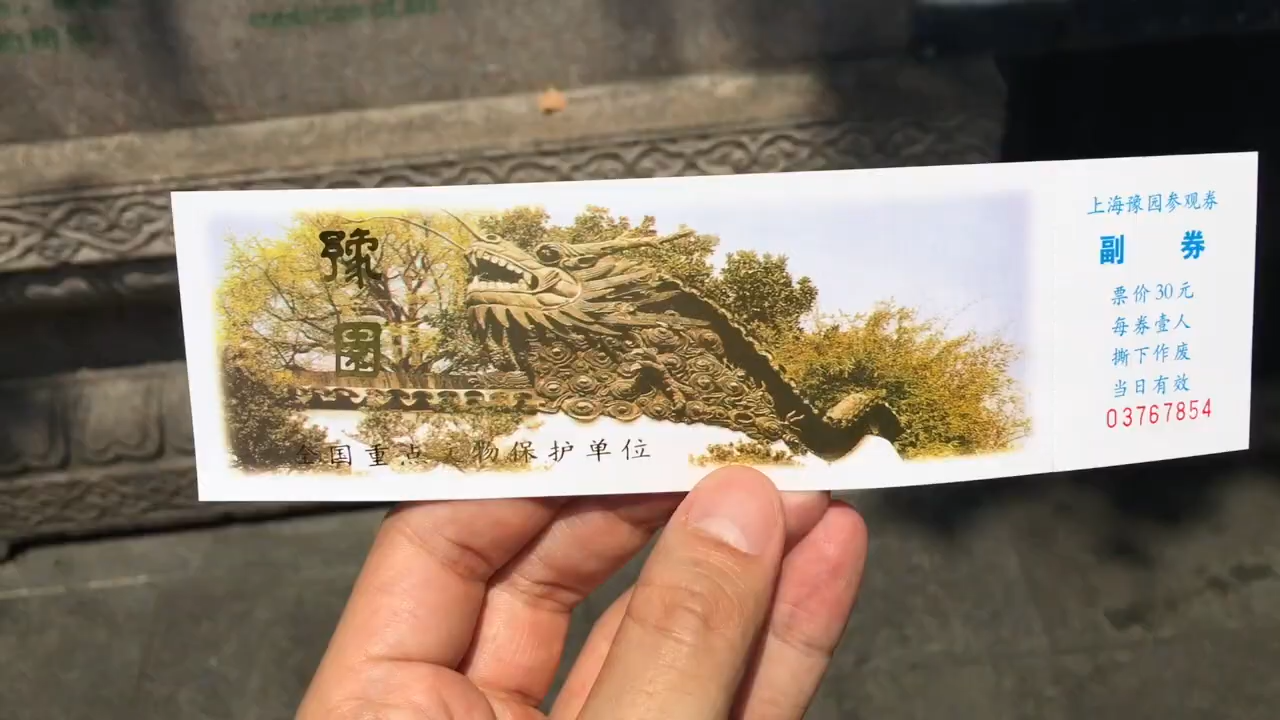 豫
园
全国重点文物保护单位
上海豫园参观券
副 券
票价30元
每券壹人
撕下作废
当日有效
03767854